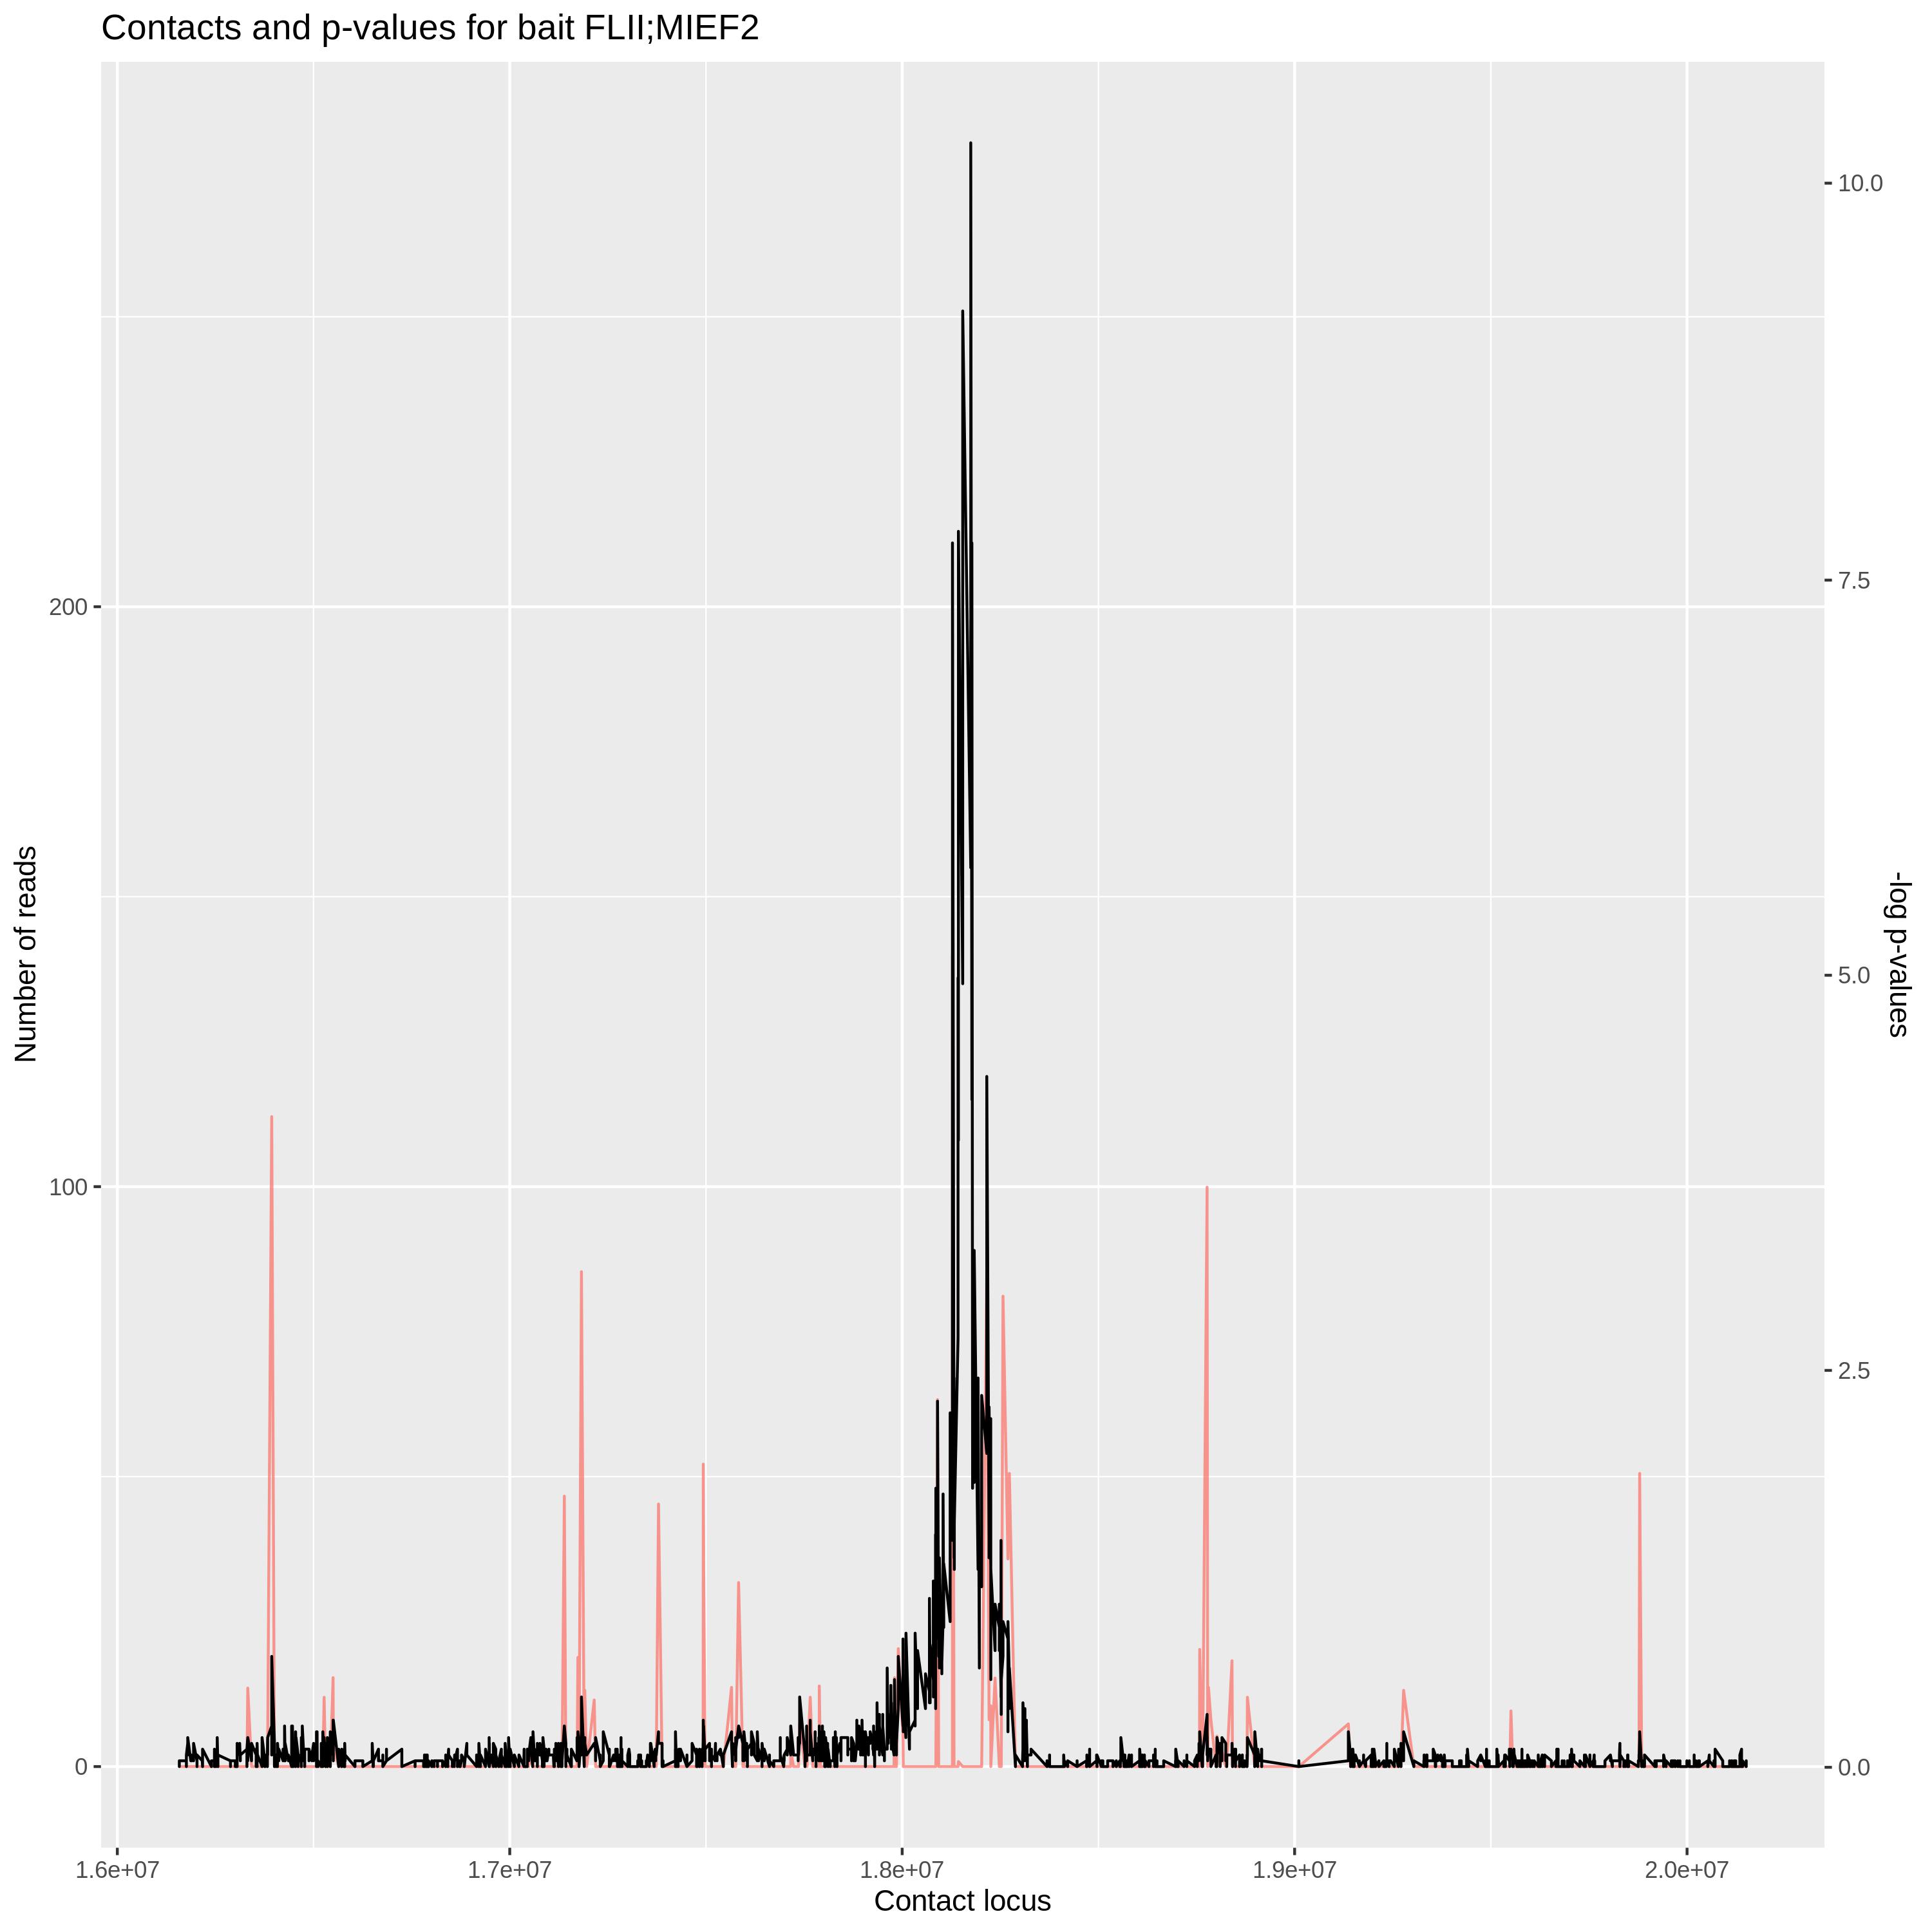 Contacts and p-values for bait FLII;MIEF2
Number of reads
200
100
0
10.0
7.5
5.0
2.5
0.0
-log p-values
1.6e+07
1.7e+07
1.8e+07
1.9e+07
2.0e+07
Contact locus